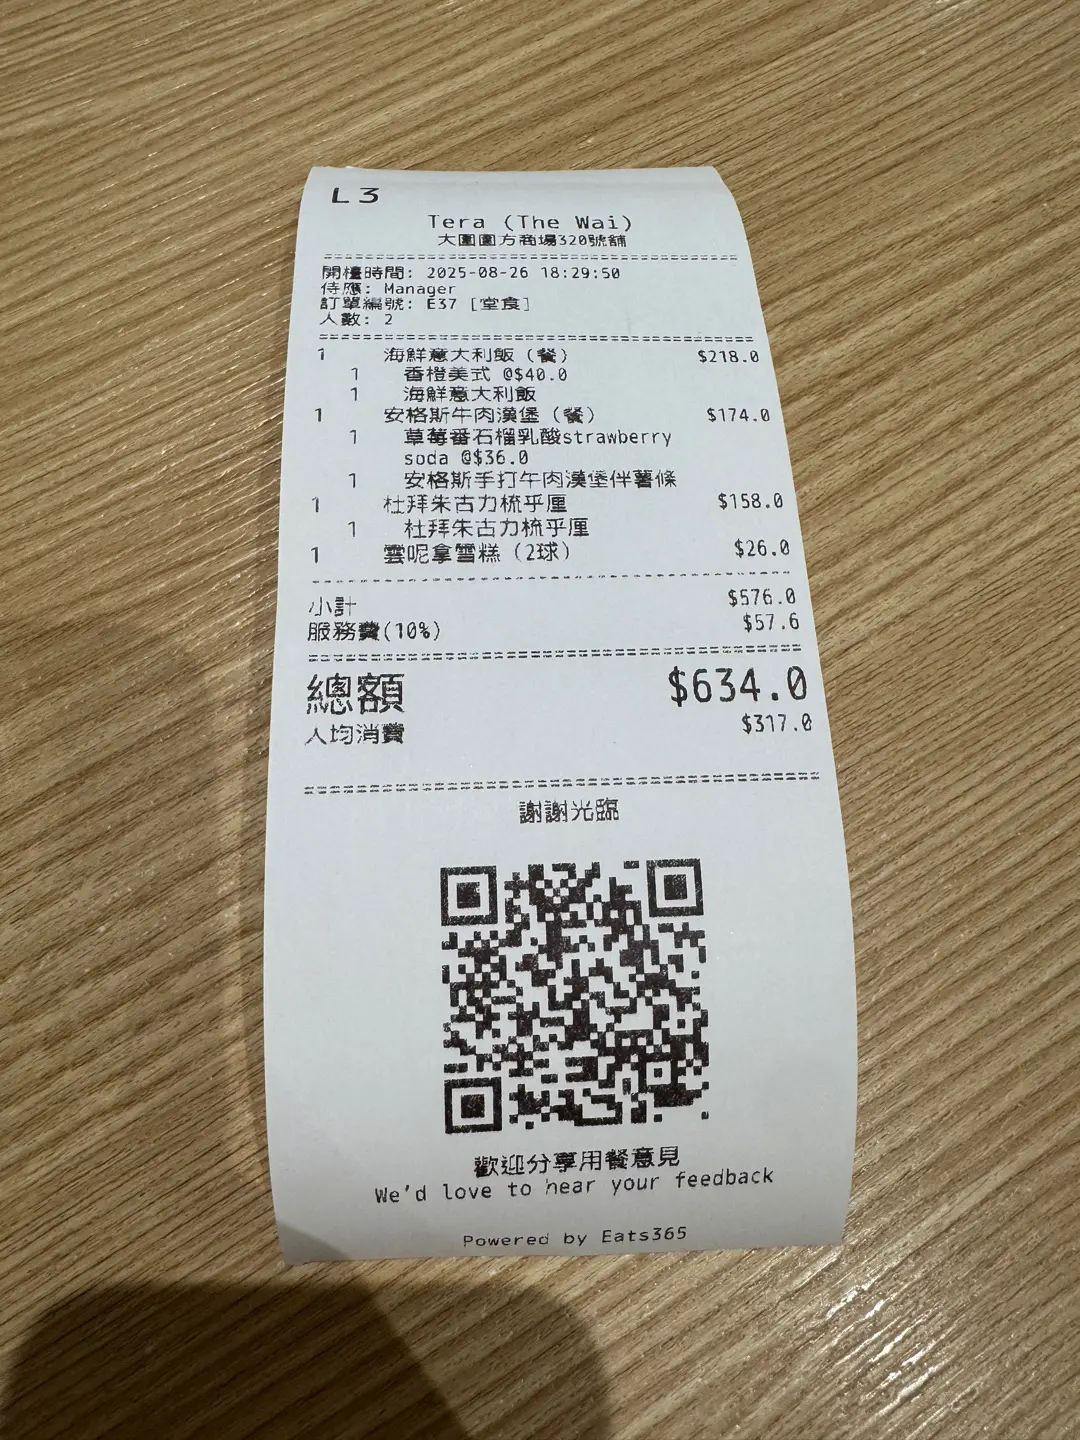 L3
Tera (The Wai)
大圍圍方商場320號舖
開檯時間: 2025-08-26 18:29:50
侍應: Manager
訂單編號: E37 [堂食]
人數: 2
1 海鮮意大利飯（餐） $218.0
1 香橙美式 @$40.0
1 海鮮意大利飯
1 安格斯牛肉漢堡（餐） $174.0
1 草莓番石榴乳酸strawberry
soda @$36.0
1 安格斯手打牛肉漢堡伴薯條
1 杜拜朱古力梳乎厘 $158.0
1 杜拜朱古力梳乎厘
1 雲呢拿雪糕（2球） $26.0
小計 $576.0
服務費(10%) $57.6
總額 $634.0
人均消費 $317.0
謝謝光臨
歡迎分享用餐意見
We'd love to hear your feedback
Powered by Eats365